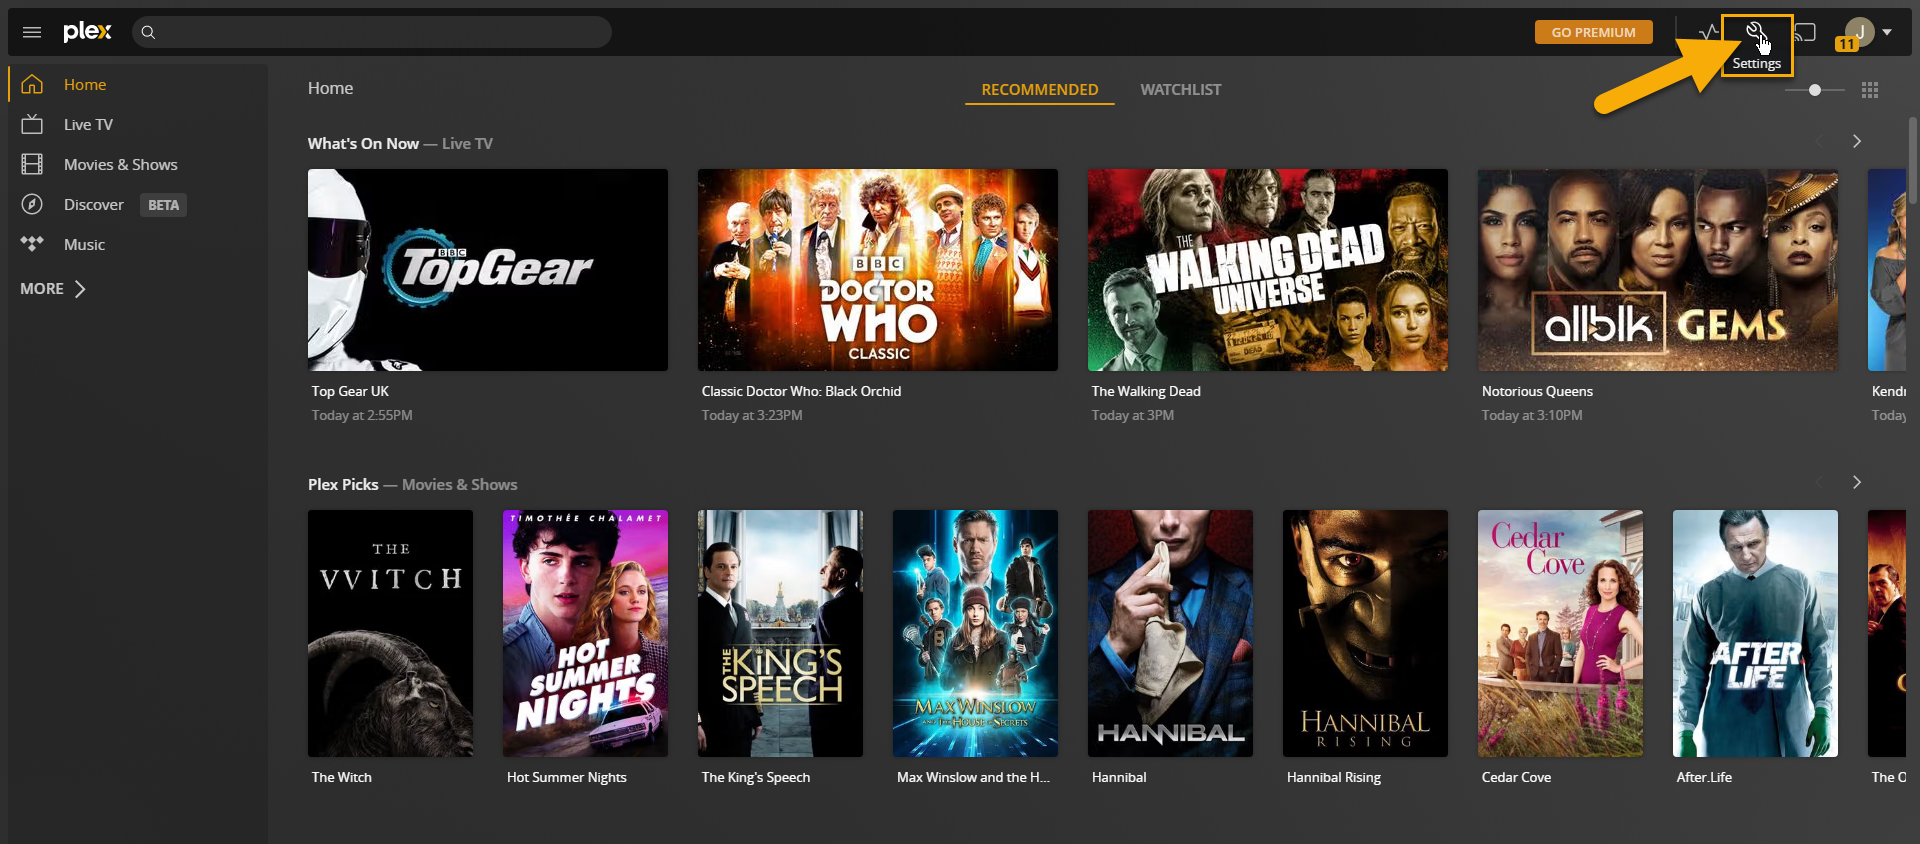 plex
GO PREMIUM
J
11
Settings
Home
Live TV
Movies & Shows
Discover BETA
Music
MORE
Home
RECOMMENDED WATCHLIST
What's On Now — Live TV
BBC
TopGear
BBC
DOCTOR
WHO
CLASSIC
THE
WALKING DEAD
UNIVERSE
allblk GEMS
Top Gear UK
Today at 2:55PM
Classic Doctor Who: Black Orchid
Today at 3:23PM
The Walking Dead
Today at 3PM
Notorious Queens
Today at 3:10PM
Kendr
Today
Plex Picks — Movies & Shows
THE
VVITCH
TIMOTHÉE CHALAMET
HOT
SUMMER
NIGHTS
THE
KING'S
SPEECH
MAX WINSLOW
AND THE HOUSE OF SECRETS
HANNIBAL
HANNIBAL
RISING
Cedar
Cove
AFTER.
LIFE
The Witch
Hot Summer Nights
The King's Speech
Max Winslow and the H...
Hannibal
Hannibal Rising
Cedar Cove
After.Life
The O